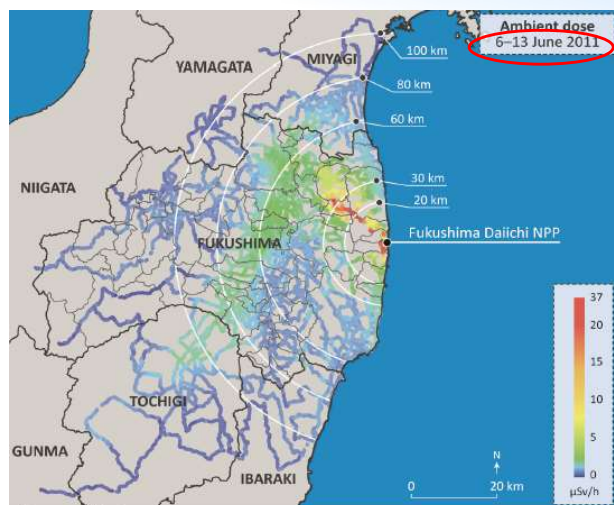 Ambient dose
6–13 June 2011
100 km
YAMAGATA
MIYAGI
80 km
60 km
NIIGATA
30 km
20 km
FUKUSHIMA
Fukushima Daiichi NPP
37
20
15
10
5
0
µSv/h
TOCHIGI
GUNMA
IBARAKI
N
0 20 km